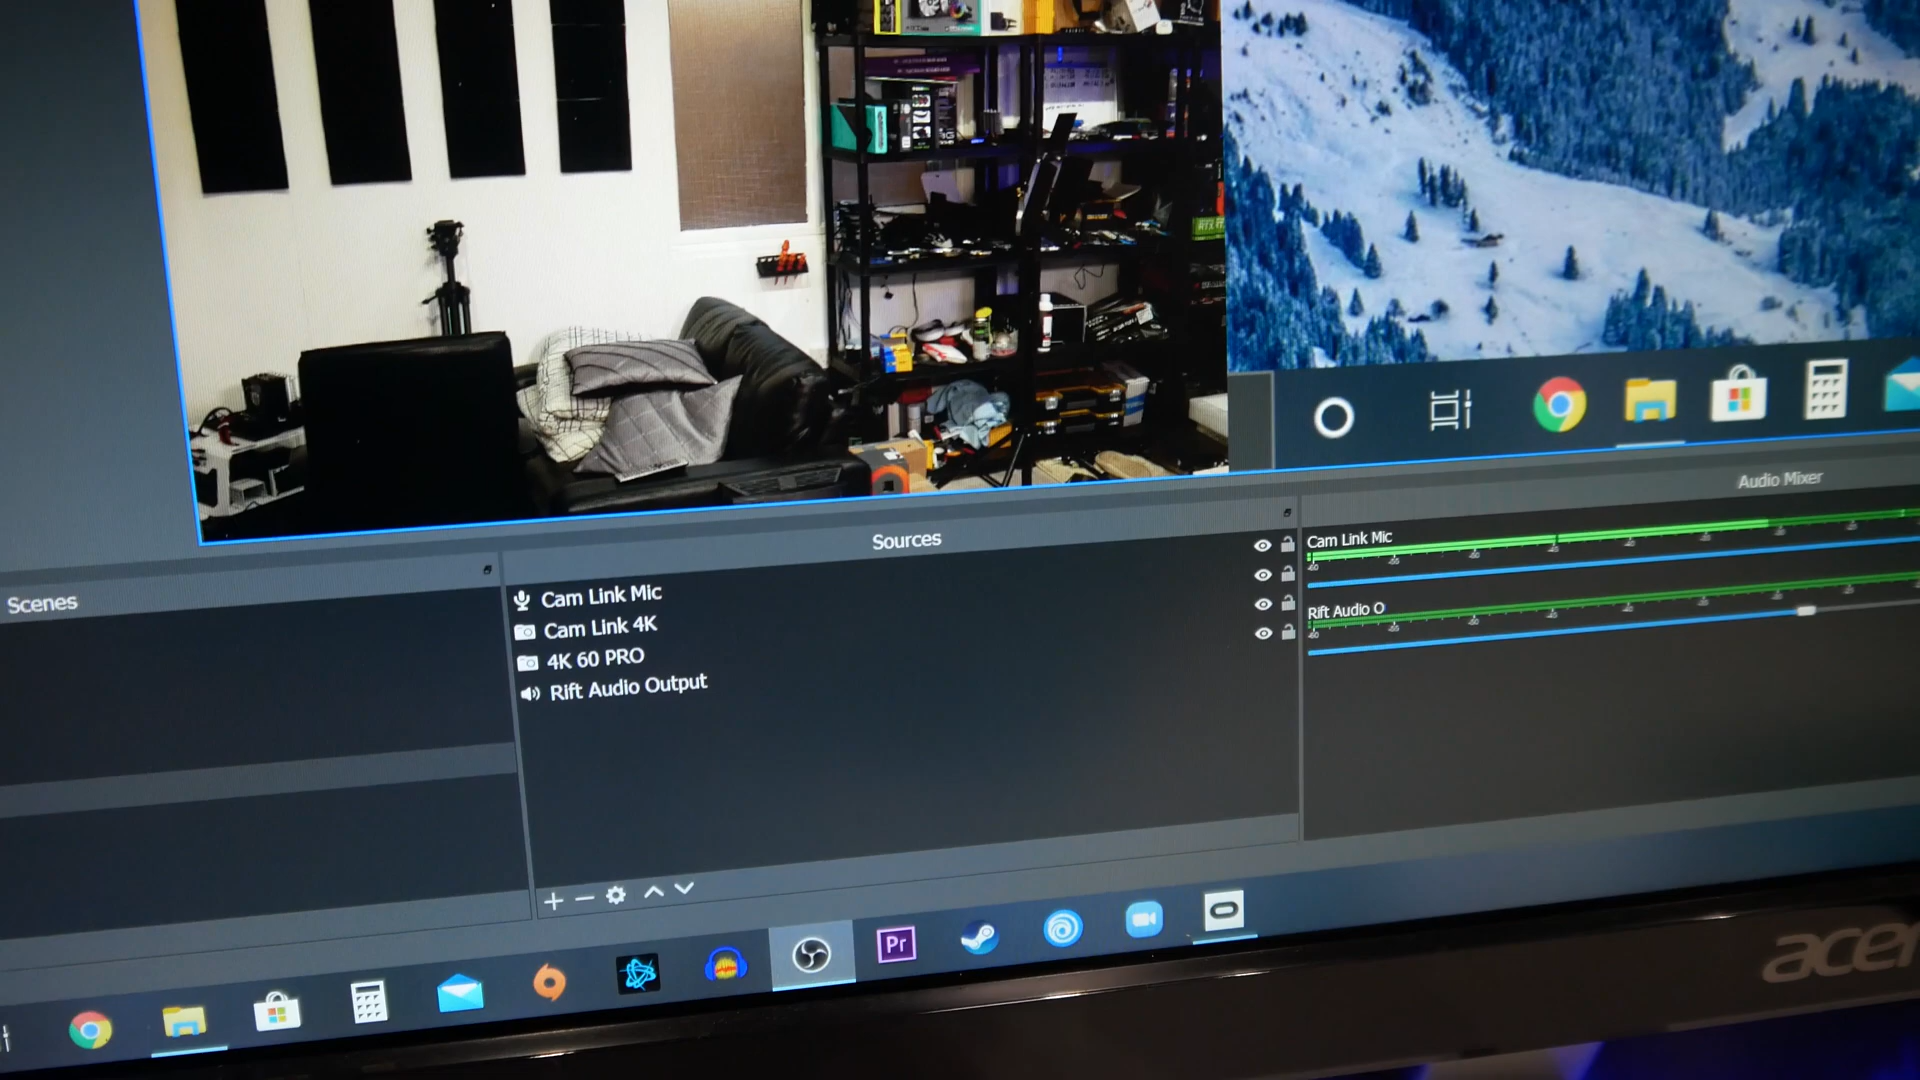 RTX
Audio Mixer
Sources
Scenes
Cam Link Mic
Cam Link 4K
4K 60 PRO
Rift Audio Output
Cam Link Mic
Rift Audio O
Pr
acer